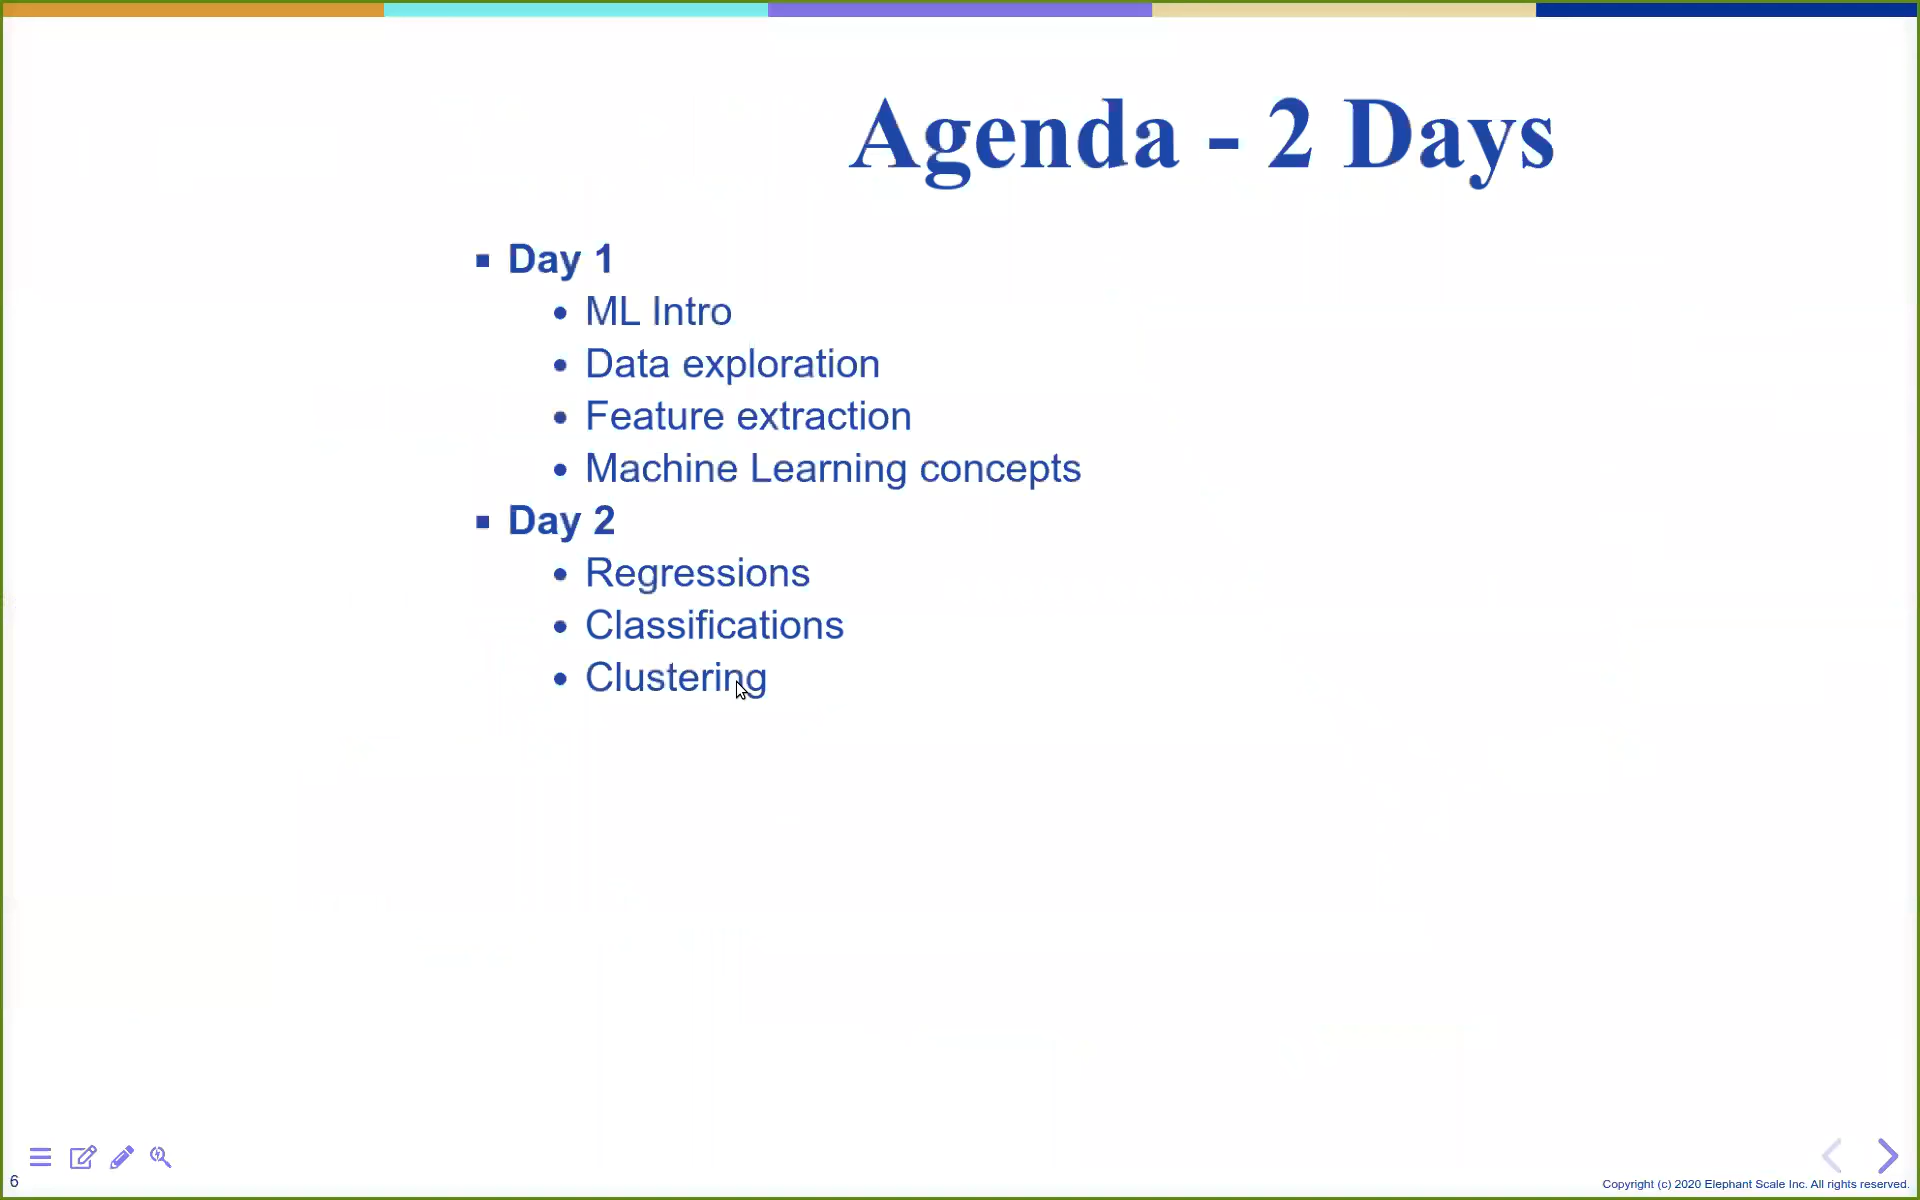 Agenda - 2 Days
Day 1
ML Intro
Data exploration
Feature extraction
Machine Learning concepts
Day 2
Regressions
Classifications
Clustering
6
Copyright (c) 2020 Elephant Scale Inc. All rights reserved.